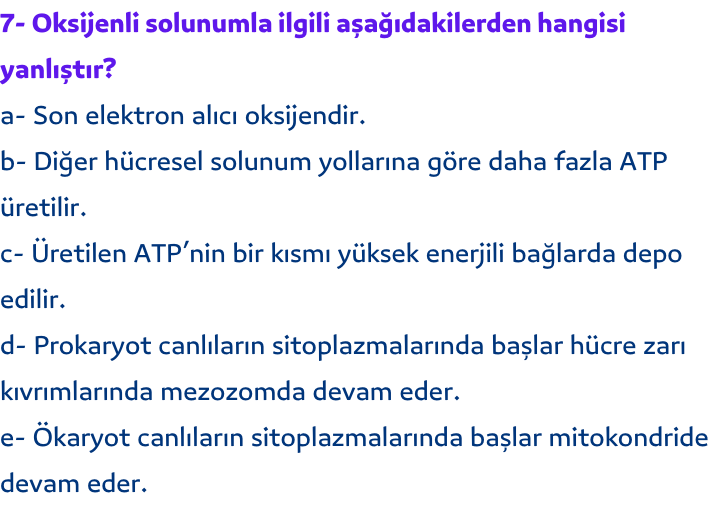 7- Oksijenli solunumla ilgili aşağıdakilerden hangisi
yanlıştır?
a- Son elektron alıcı oksijendir.
b- Diğer hücresel solunum yollarına göre daha fazla ATP
üretilir.
c- Üretilen ATP’nin bir kısmı yüksek enerjili bağlarda depo
edilir.
d- Prokaryot canlıların sitoplazmalarında başlar hücre zarı
kıvrımlarında mezozomda devam eder.
e- Ökaryot canlıların sitoplazmalarında başlar mitokondride
devam eder.